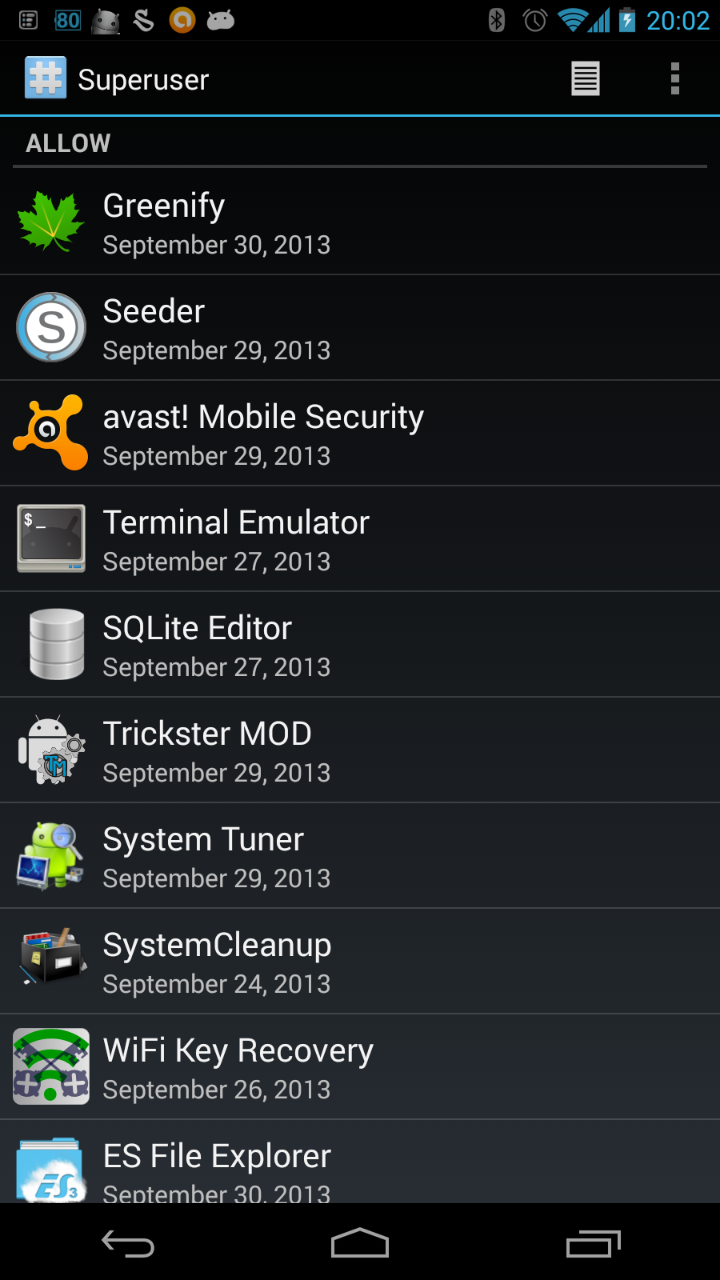 80
20:02
Superuser
ALLOW
Greenify
September 30, 2013
S
Seeder
September 29, 2013
avast! Mobile Security
September 29, 2013
$_
Terminal Emulator
September 27, 2013
SQLite Editor
September 27, 2013
TM
Trickster MOD
September 29, 2013
System Tuner
September 29, 2013
SystemCleanup
September 24, 2013
WiFi Key Recovery
September 26, 2013
ES3
ES File Explorer
September 30, 2013